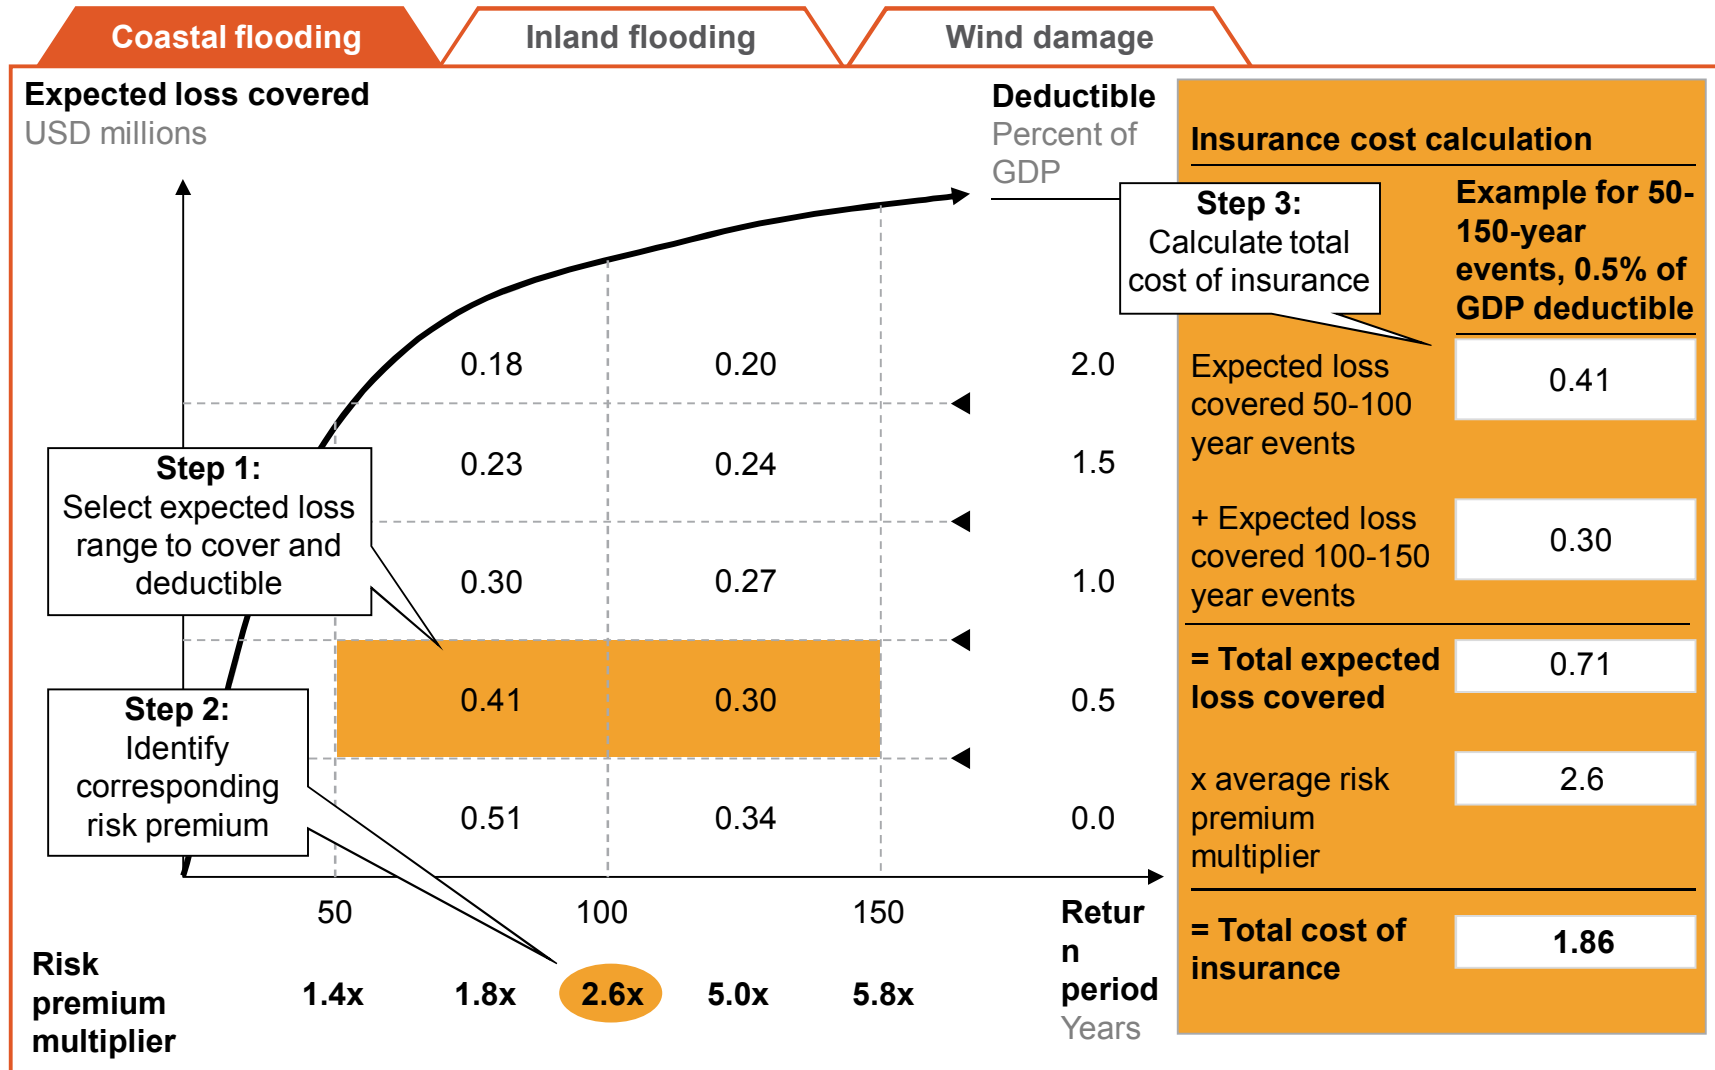 Coastal flooding
Inland flooding
Wind damage
Expected loss covered
USD millions
Deductible
Percent of
GDP
Insurance cost calculation
Step 3:
Calculate total
cost of insurance
Example for 50-
150-year
events, 0.5% of
GDP deductible
0.18 0.20 2.0
0.23 0.24 1.5
0.30 0.27 1.0
0.41 0.30 0.5
0.51 0.34 0.0
Step 1:
Select expected loss
range to cover and
deductible
Step 2:
Identify
corresponding
risk premium
50 100 150
Retur
n
period
Years
Risk
premium
multiplier
1.4x 1.8x 2.6x 5.0x 5.8x
Expected loss
covered 50-100
year events
0.41
+ Expected loss
covered 100-150
year events
0.30
= Total expected
loss covered
0.71
x average risk
premium
multiplier
2.6
= Total cost of
insurance
1.86